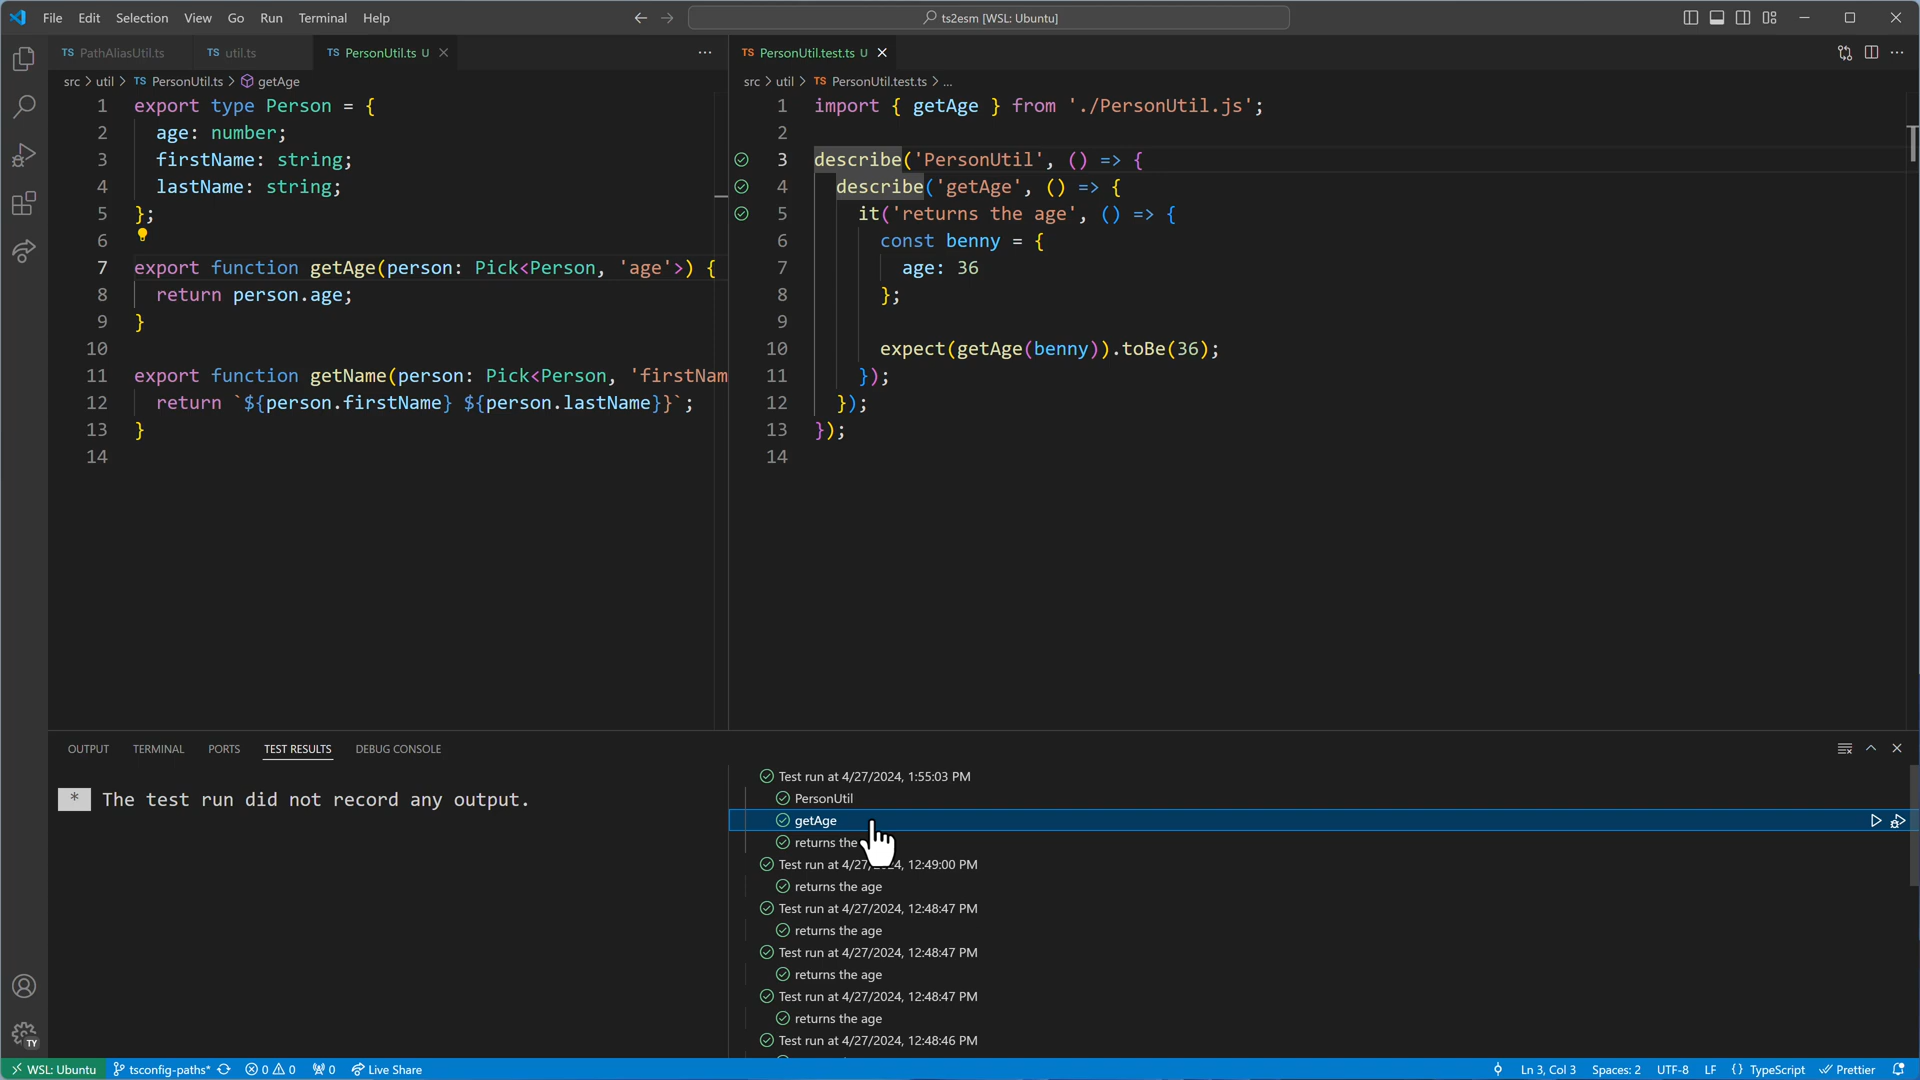 File Edit Selection View Go Run Terminal Help
ts2esm [WSL: Ubuntu]
TS PathAliasUtil.ts TS util.ts TS PersonUtil.ts U
src > util > TS PersonUtil.ts > getAge
1 export type Person = {
2 age: number;
3 firstName: string;
4 lastName: string;
5 };
6
7 export function getAge(person: Pick<Person, 'age'>) {
8 return person.age;
9 }
10
11 export function getName(person: Pick<Person, 'firstNam
12 return `${person.firstName} ${person.lastName}}`;
13 }
14
TS PersonUtil.test.ts U
src > util > TS PersonUtil.test.ts > ...
1 import { getAge } from './PersonUtil.js';
2
3 describe('PersonUtil', () => {
4 describe('getAge', () => {
5 it('returns the age', () => {
6 const benny = {
7 age: 36
8 };
9
10 expect(getAge(benny)).toBe(36);
11 });
12 });
13 });
14
OUTPUT TERMINAL PORTS TEST RESULTS DEBUG CONSOLE
* The test run did not record any output.
Test run at 4/27/2024, 1:55:03 PM
PersonUtil
getAge
returns the
Test run at 4/27/2024, 12:49:00 PM
returns the age
Test run at 4/27/2024, 12:48:47 PM
returns the age
Test run at 4/27/2024, 12:48:47 PM
returns the age
Test run at 4/27/2024, 12:48:47 PM
returns the age
Test run at 4/27/2024, 12:48:46 PM
TY
WSL: Ubuntu tsconfig-paths* 0 0 0 Live Share Ln 3, Col 3 Spaces: 2 UTF-8 LF {} TypeScript Prettier